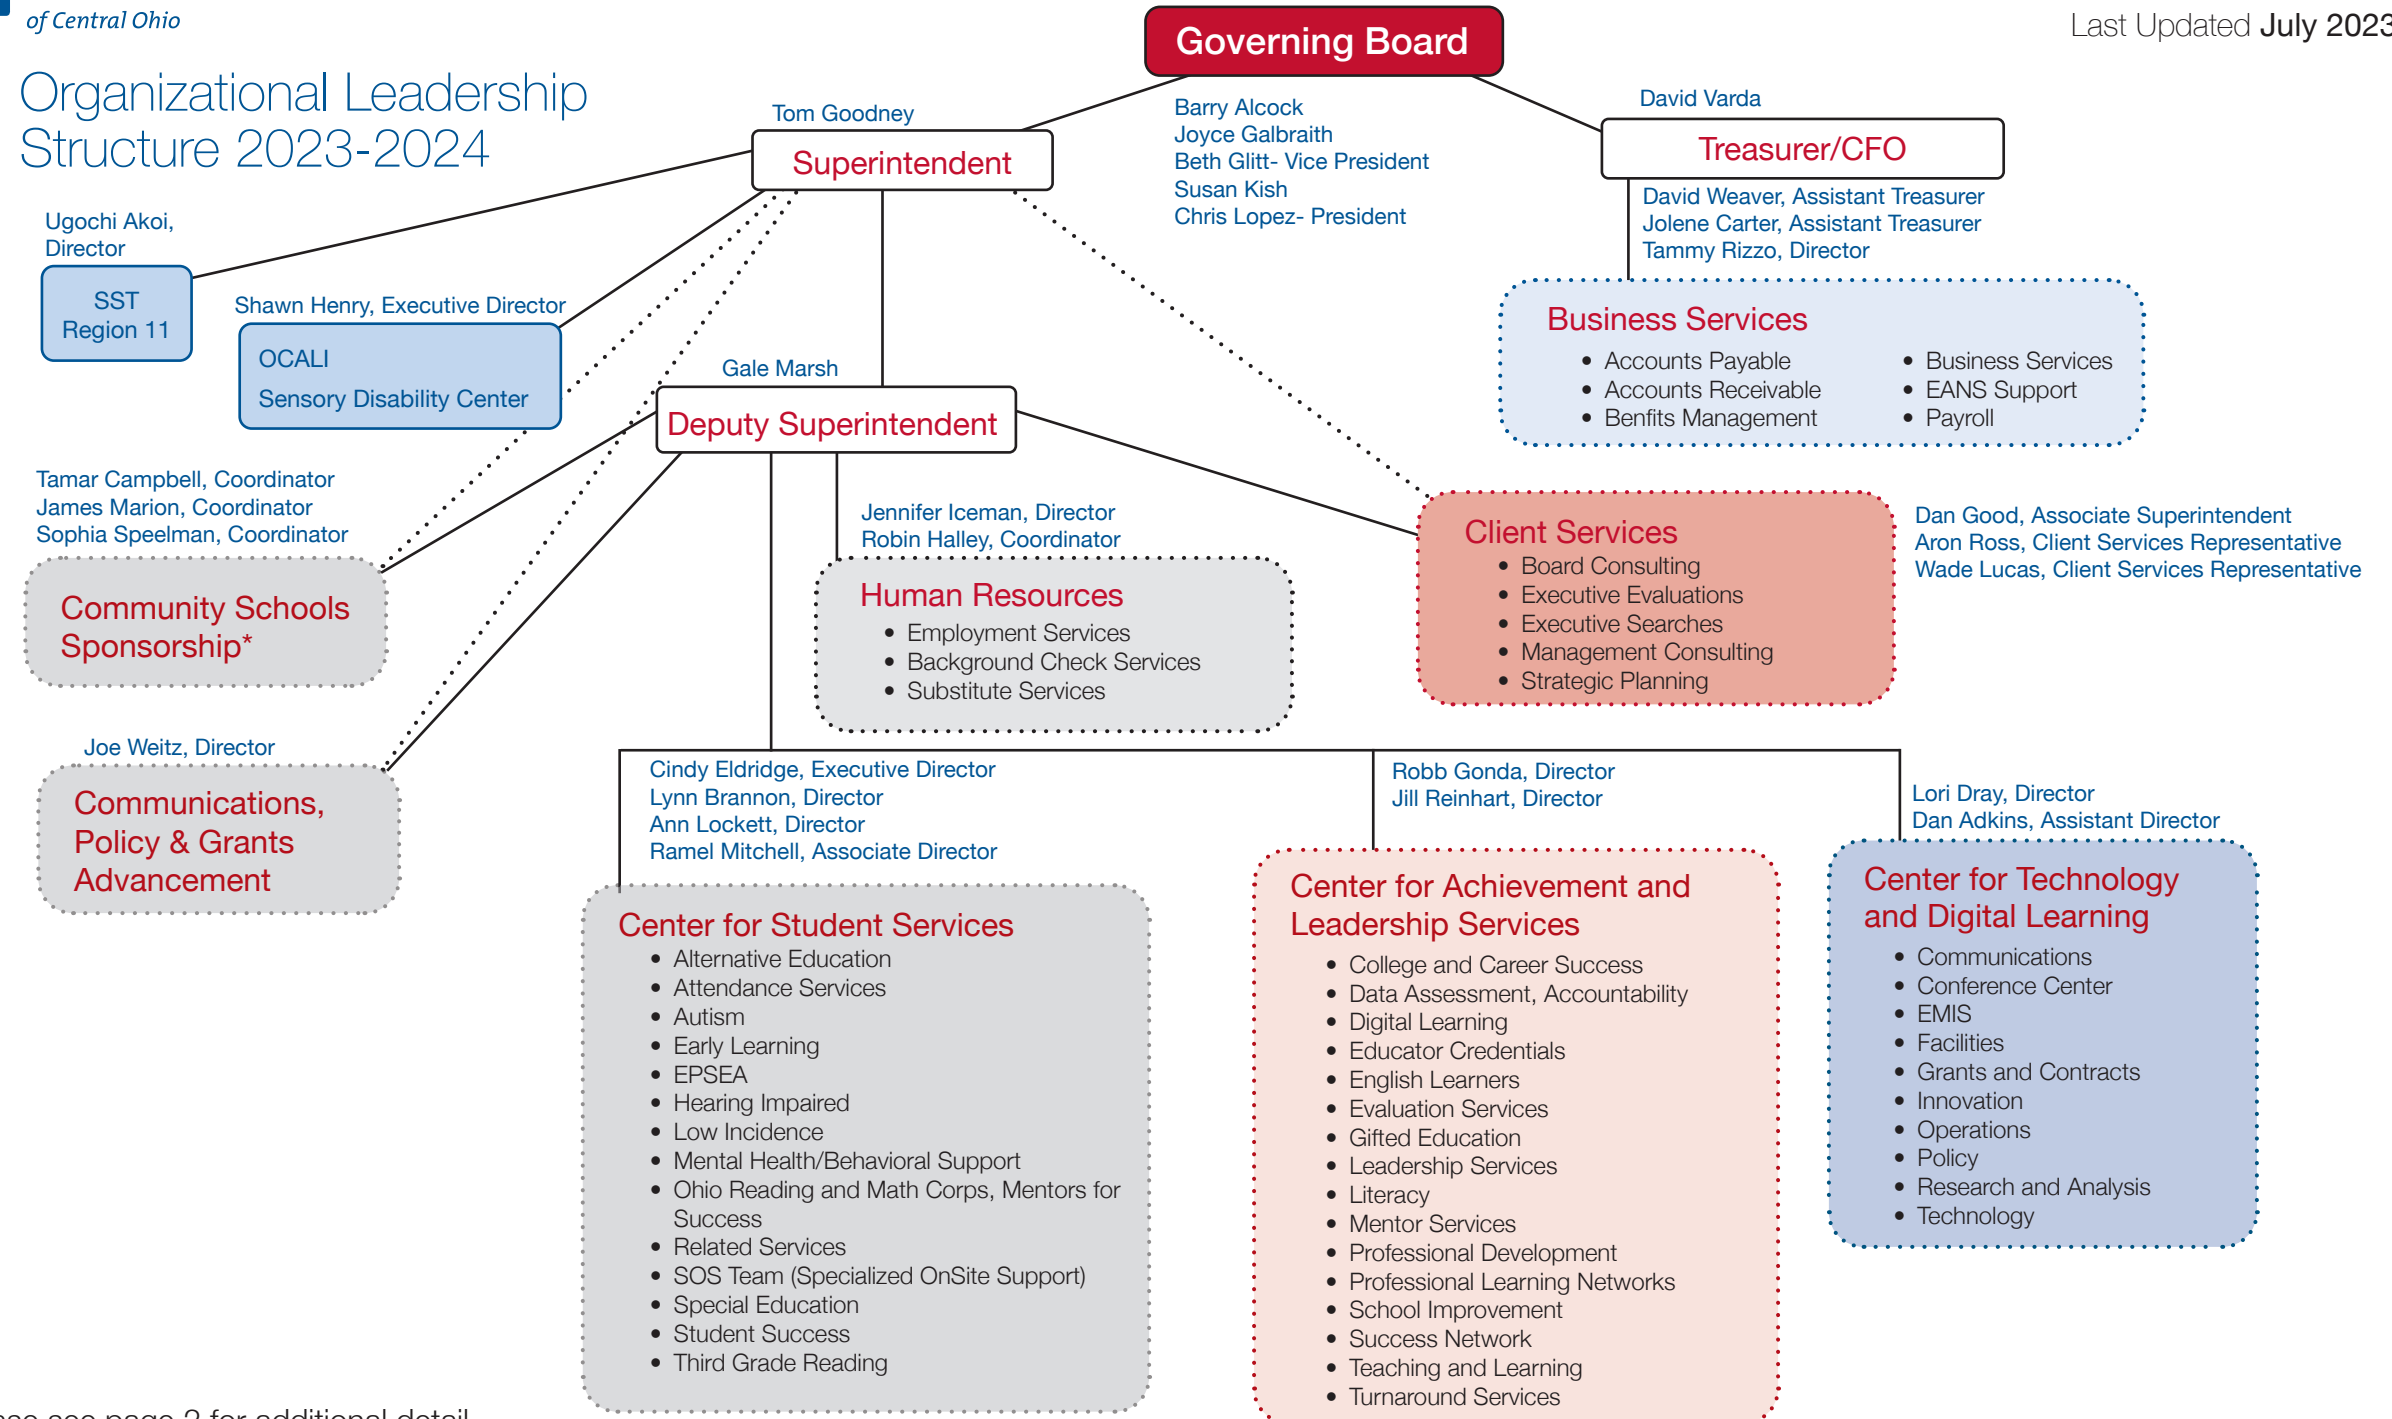 of Central Ohio
Last Updated July 2023
Organizational Leadership
Structure 2023-2024
Governing Board
Barry Alcock
Joyce Galbraith
Beth Glitt- Vice President
Susan Kish
Chris Lopez- President
Tom Goodney
Superintendent
David Varda
Treasurer/CFO
David Weaver, Assistant Treasurer
Jolene Carter, Assistant Treasurer
Tammy Rizzo, Director
Business Services
• Accounts Payable
• Accounts Receivable
• Benfits Management
• Business Services
• EANS Support
• Payroll
Ugochi Akoi,
Director
SST
Region 11
Shawn Henry, Executive Director
OCALI
Sensory Disability Center
Gale Marsh
Deputy Superintendent
Tamar Campbell, Coordinator
James Marion, Coordinator
Sophia Speelman, Coordinator
Community Schools
Sponsorship*
Jennifer Iceman, Director
Robin Halley, Coordinator
Human Resources
• Employment Services
• Background Check Services
• Substitute Services
Client Services
• Board Consulting
• Executive Evaluations
• Executive Searches
• Management Consulting
• Strategic Planning
Dan Good, Associate Superintendent
Aron Ross, Client Services Representative
Wade Lucas, Client Services Representative
Joe Weitz, Director
Communications,
Policy & Grants
Advancement
Cindy Eldridge, Executive Director
Lynn Brannon, Director
Ann Lockett, Director
Ramel Mitchell, Associate Director
Center for Student Services
• Alternative Education
• Attendance Services
• Autism
• Early Learning
• EPSEA
• Hearing Impaired
• Low Incidence
• Mental Health/Behavioral Support
• Ohio Reading and Math Corps, Mentors for
Success
• Related Services
• SOS Team (Specialized OnSite Support)
• Special Education
• Student Success
• Third Grade Reading
Robb Gonda, Director
Jill Reinhart, Director
Center for Achievement and
Leadership Services
• College and Career Success
• Data Assessment, Accountability
• Digital Learning
• Educator Credentials
• English Learners
• Evaluation Services
• Gifted Education
• Leadership Services
• Literacy
• Mentor Services
• Professional Development
• Professional Learning Networks
• School Improvement
• Success Network
• Teaching and Learning
• Turnaround Services
Lori Dray, Director
Dan Adkins, Assistant Director
Center for Technology
and Digital Learning
• Communications
• Conference Center
• EMIS
• Facilities
• Grants and Contracts
• Innovation
• Operations
• Policy
• Research and Analysis
• Technology
see page 2 for additional detail